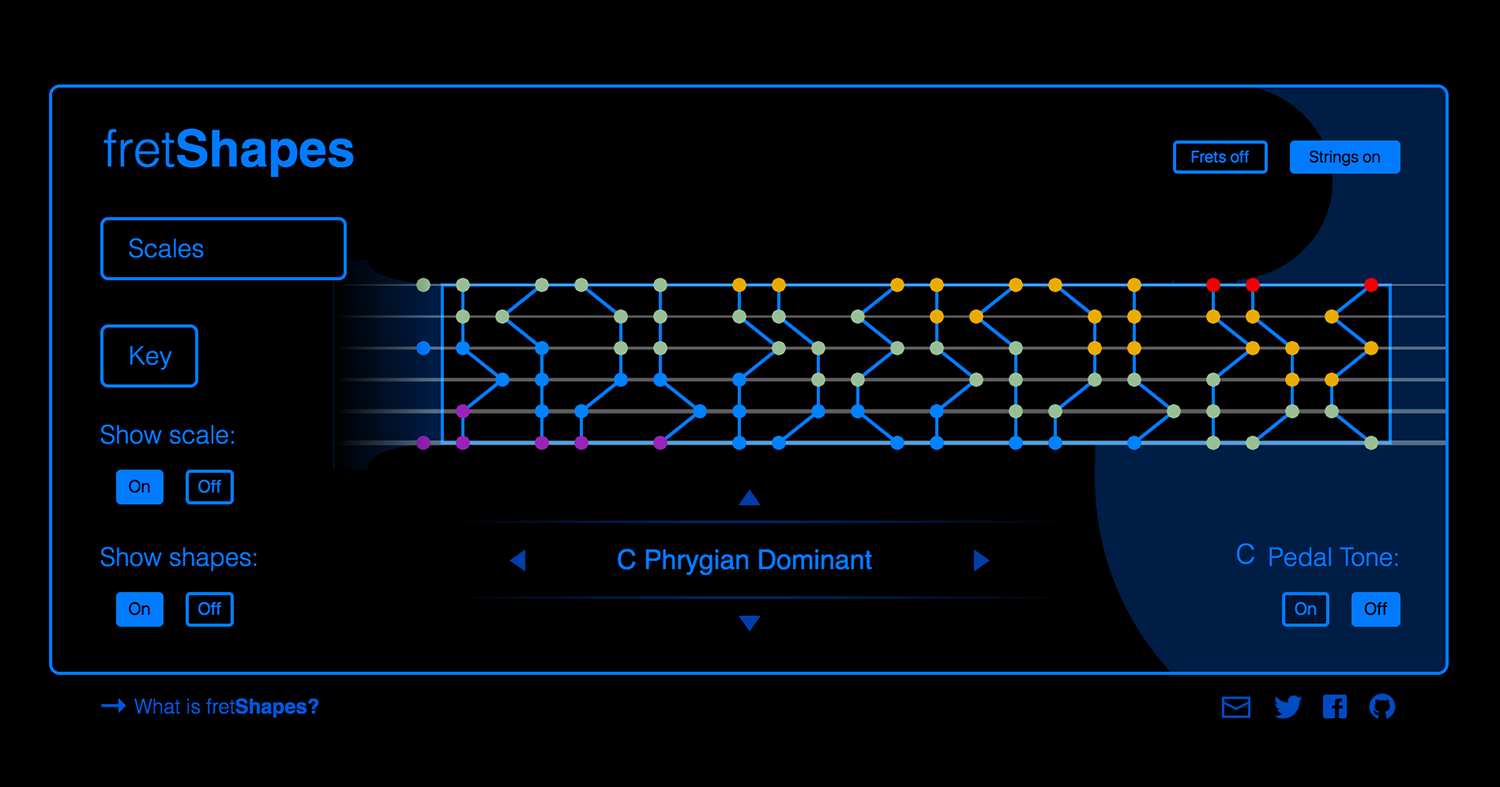 fretShapes
Frets off
Strings on
Scales
Key
Show scale:
On
Off
Show shapes:
On
Off
C Phrygian Dominant
C Pedal Tone:
On
Off
What is fretShapes?